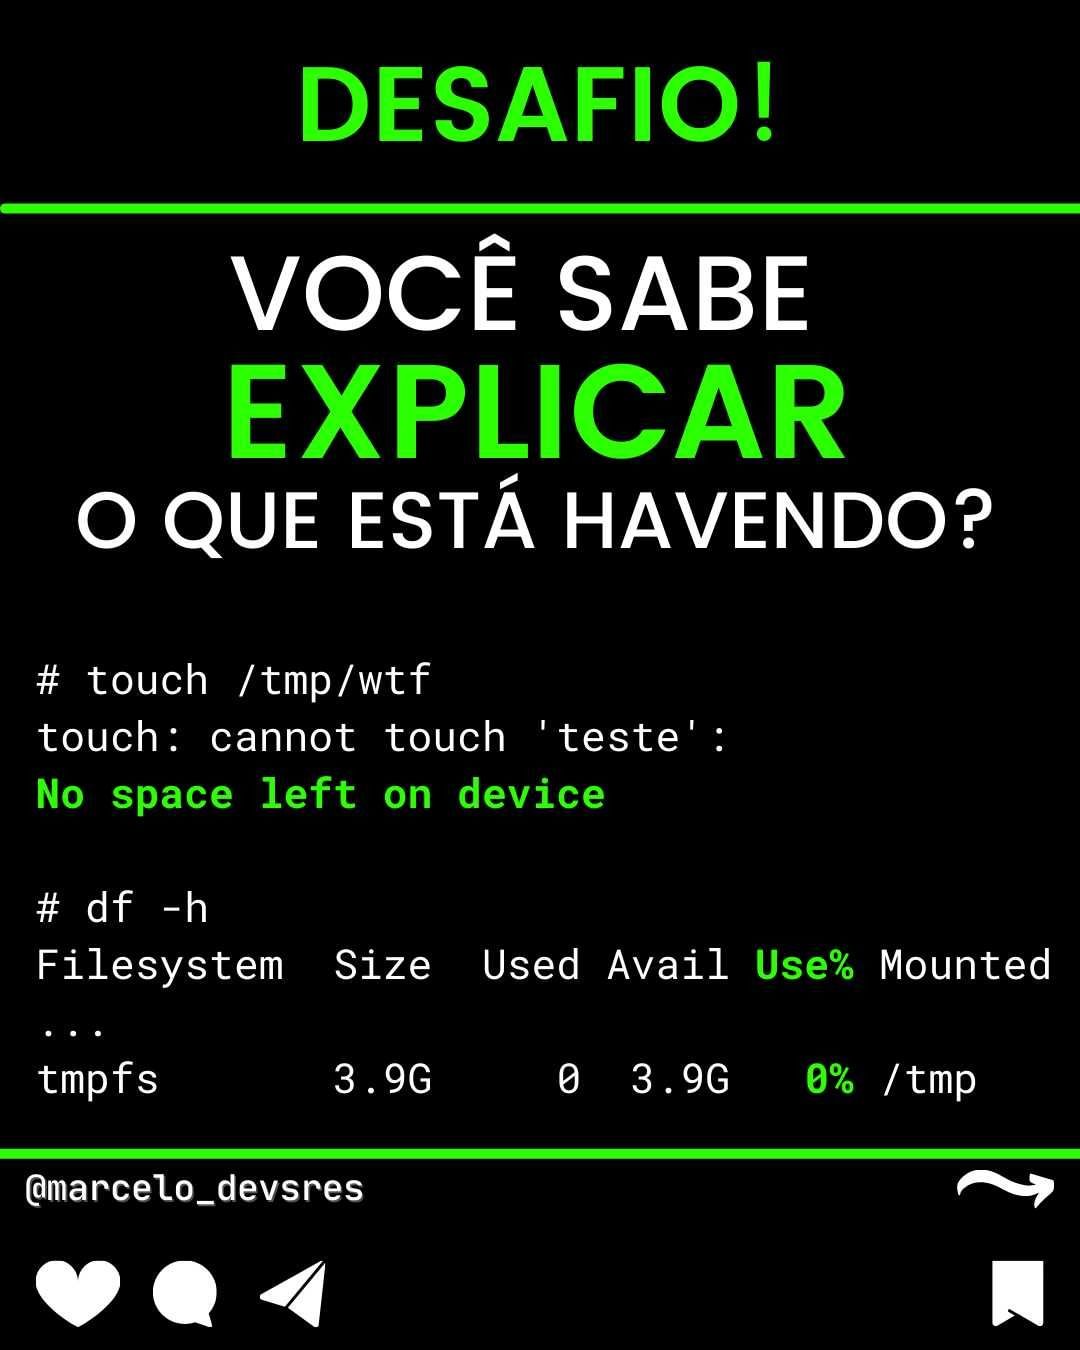 DESAFIO!
VOCÊ SABE
EXPLICAR
O QUE ESTÁ HAVENDO?
# touch /tmp/wtf
touch: cannot touch 'teste':
No space left on device
# df -h
Filesystem  Size  Used Avail Use% Mounted
...
tmpfs       3.9G     0  3.9G   0% /tmp
@marcelo_devsres